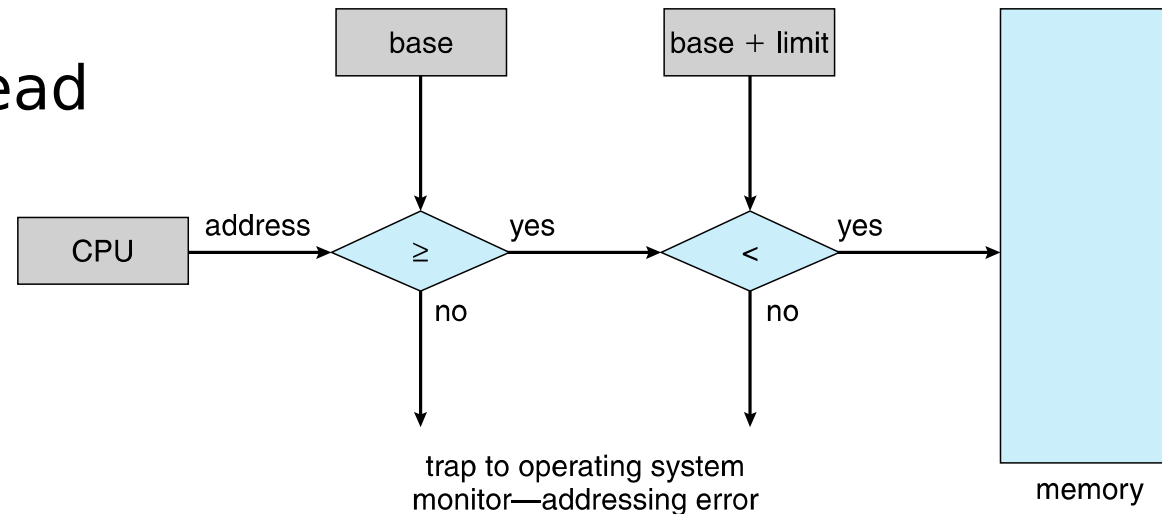 ead
base
base + limit
CPU
address
≥
yes
<
yes
no
no
trap to operating system
monitor—addressing error
memory